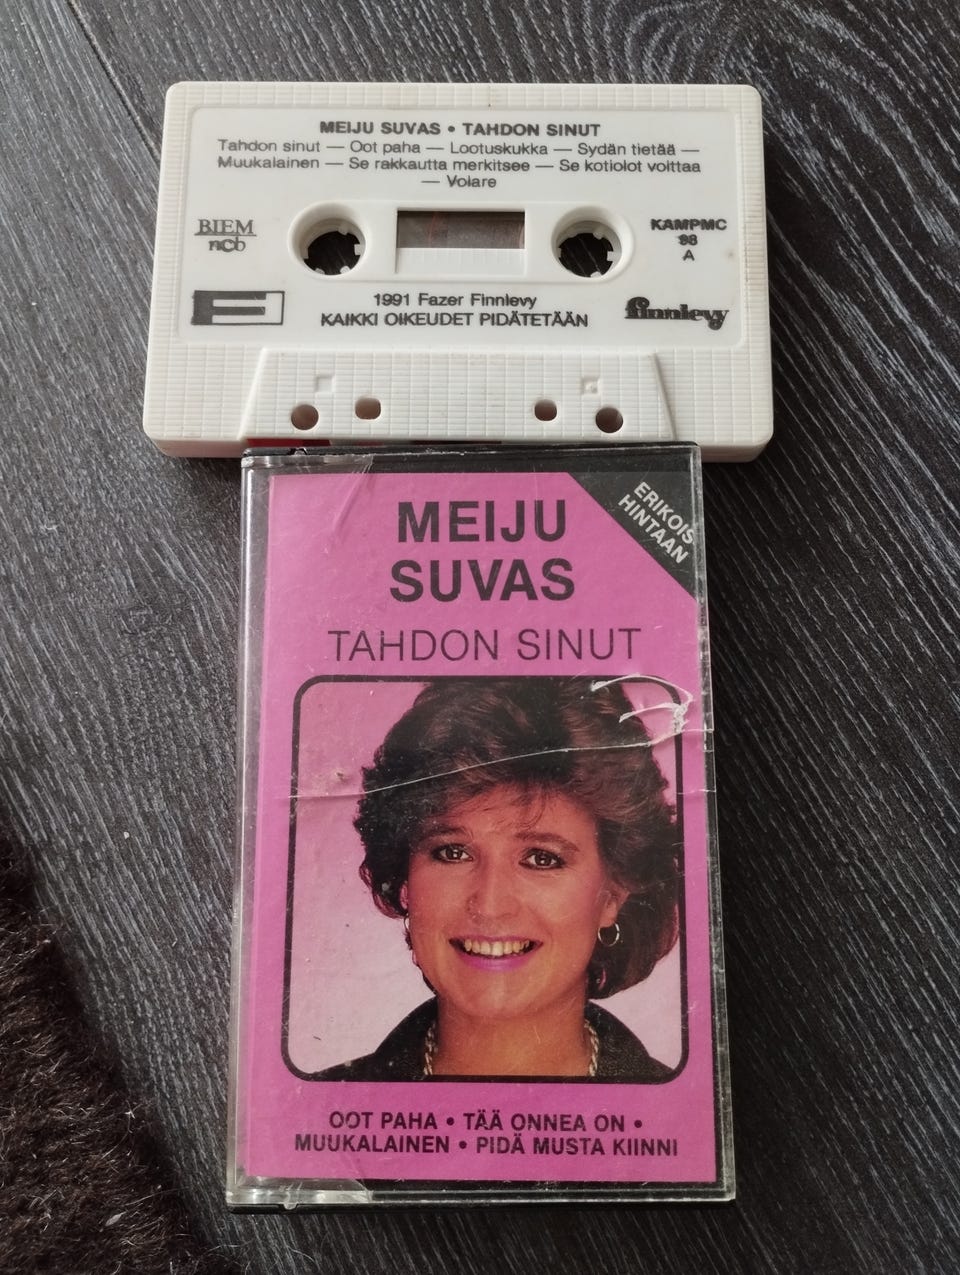 MEIJU SUVAS • TAHDON SINUT
Tahdon sinut — Oot paha — Lootuskukka — Sydän tietää —
Muukalainen — Se rakkautta merkitsee — Se kotiolot voittaa
— Volare
BIEM
ncb
KAMPMC
98
A
F
1991 Fazer Finnlevy
KAIKKI OIKEUDET PIDÄTETÄÄN
finnlevy
MEIJU
SUVAS
ERIKOIS
HINTAAN
TAHDON SINUT
OOT PAHA • TÄÄ ONNEA ON •
MUUKALAINEN • PIDÄ MUSTA KIINNI